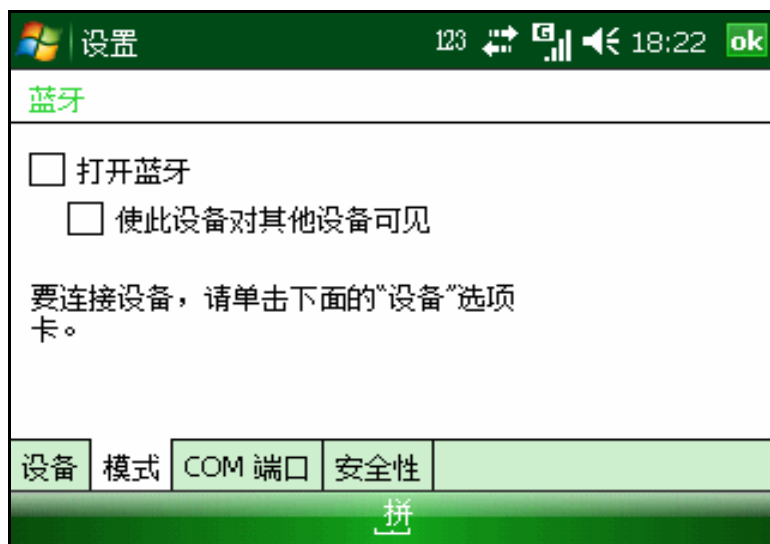 设置 123 G 18:22 ok
蓝牙
打开蓝牙
使此设备对其他设备可见
要连接设备，请单击下面的“设备”选项
卡。
设备 模式 COM 端口 安全性
拼